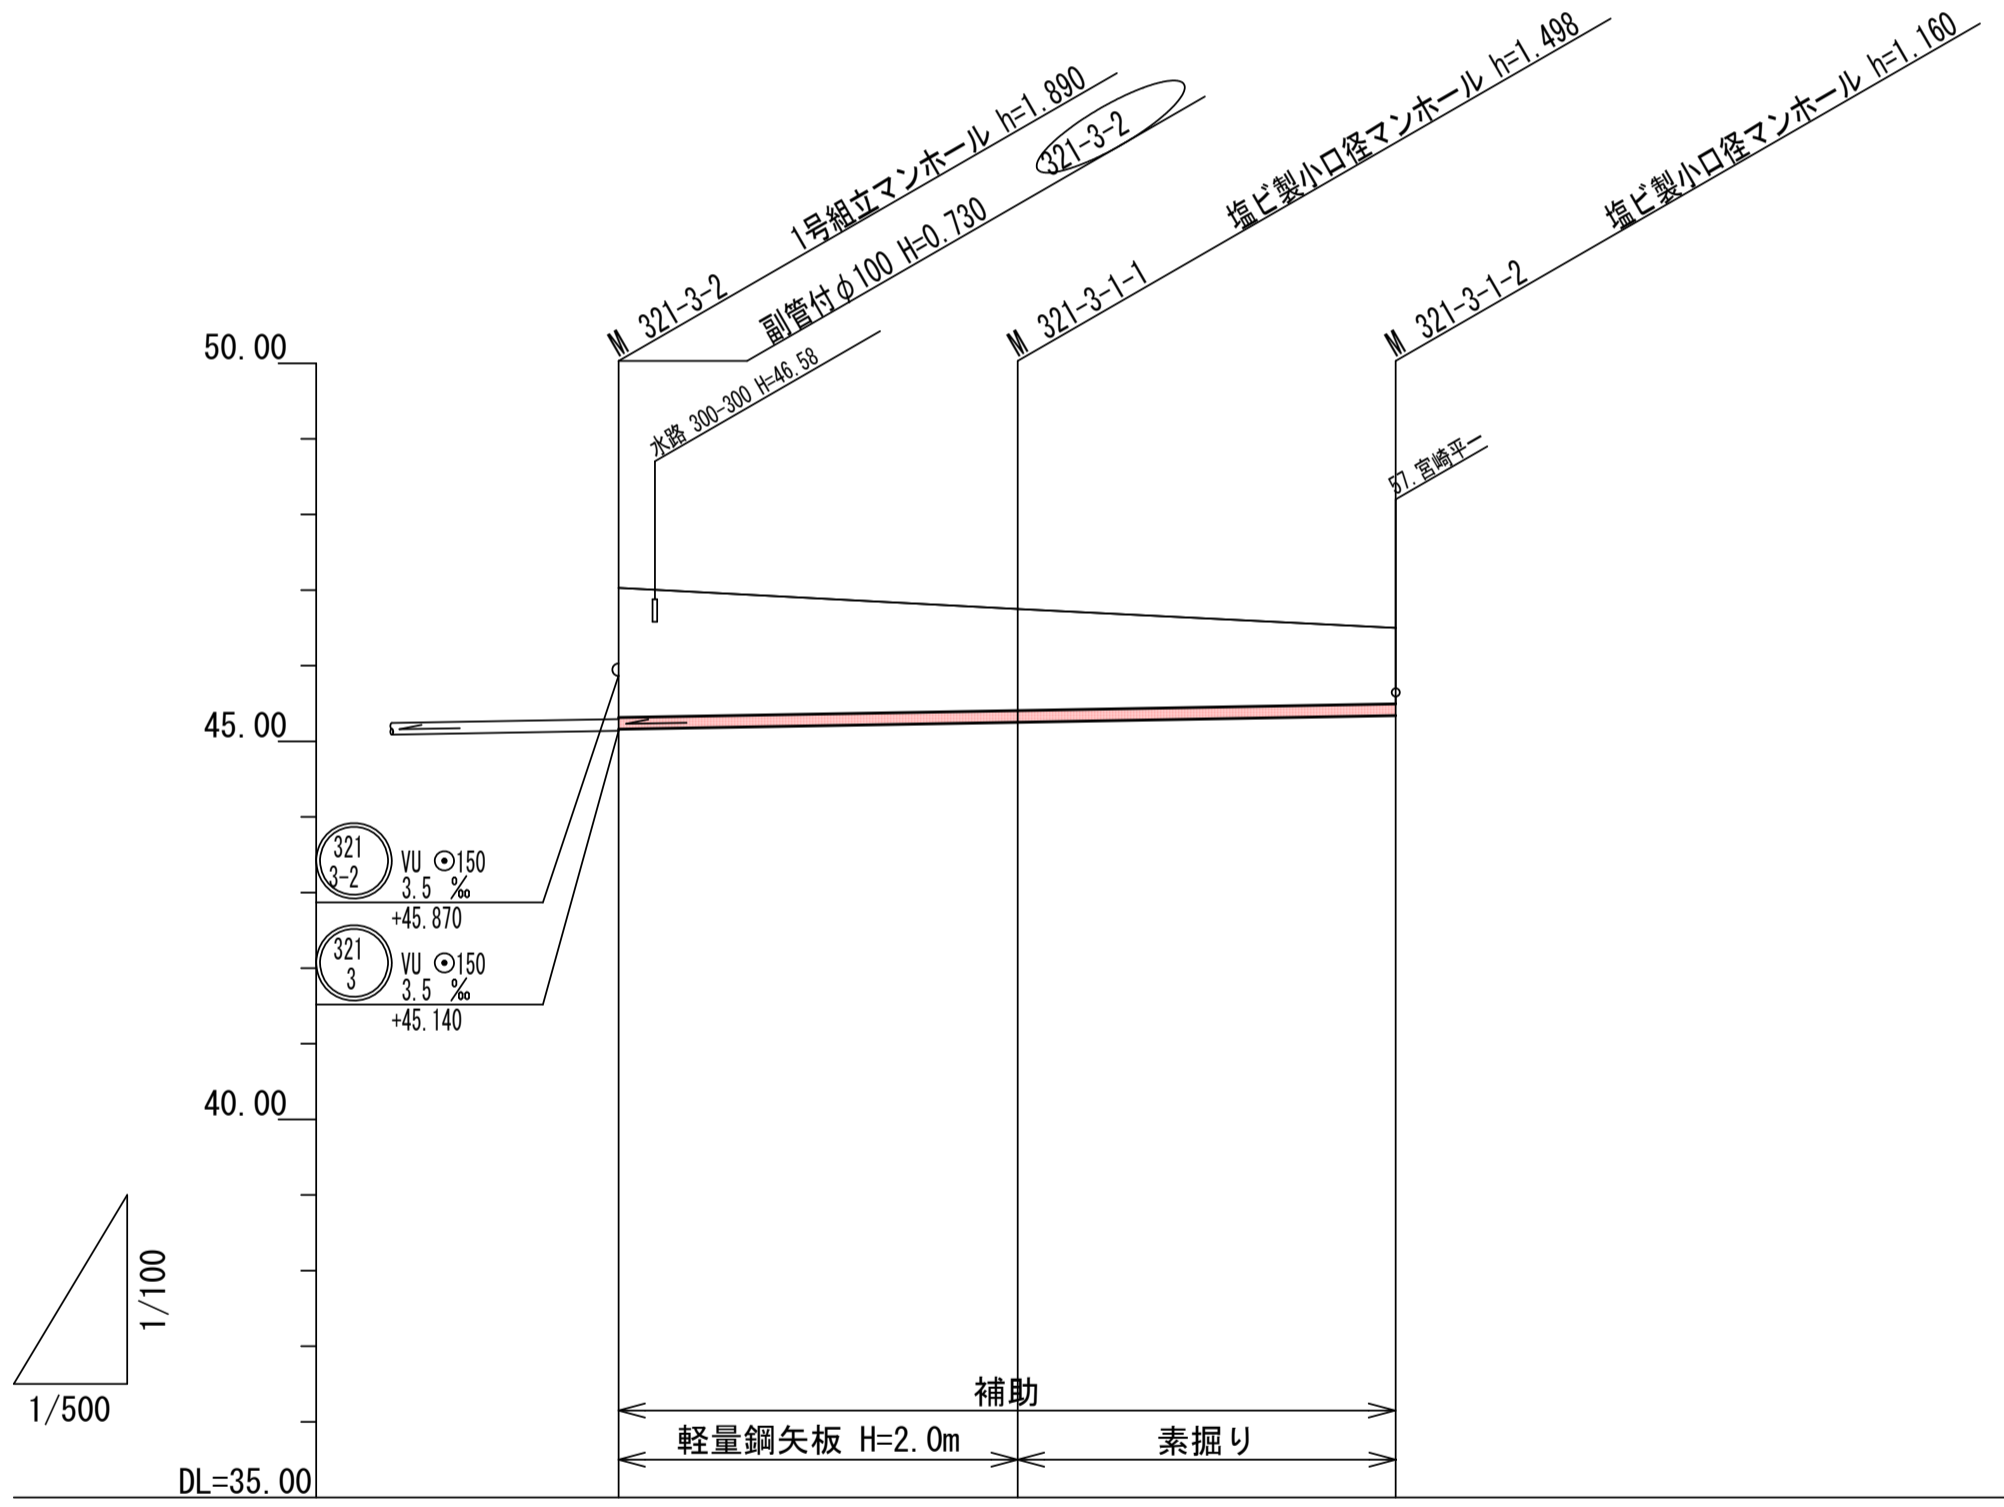 M 321-3-2 1号組立マンホール h=1.890
副管付φ100 H=0.730 321-3-2
水路 300-300 H=46.58
M 321-3-1-1 塩ビ製小口径マンホール h=1.498
M 321-3-1-2 塩ビ製小口径マンホール h=1.160
57.宮崎平一
50.00
45.00
321
3-2
VU ⊙150
3.5 ‰
+45.870
321
3
VU ⊙150
3.5 ‰
+45.140
40.00
1/100
1/500
補助
軽量鋼矢板 H=2.0m
素掘り
DL=35.00